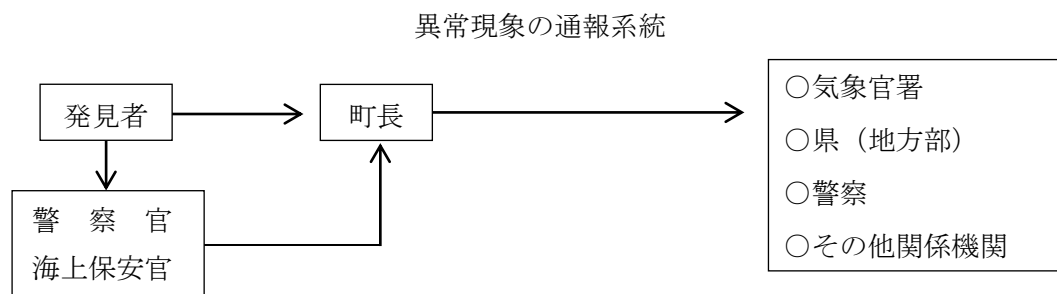 異常現象の通報系統
発見者
町長
○気象官署
○県（地方部）
○警察
○その他関係機関
警　察　官
海上保安官